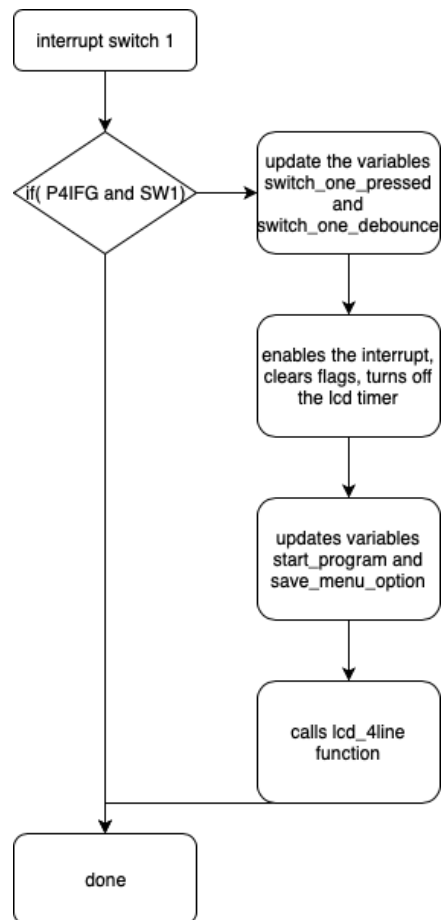 interrupt switch 1
if( P4IFG and SW1)
update the variables
switch_one_pressed
and
switch_one_debounce
enables the interrupt,
clears flags, turns off
the lcd timer
updates variables
start_program and
save_menu_option
calls lcd_4line
function
done